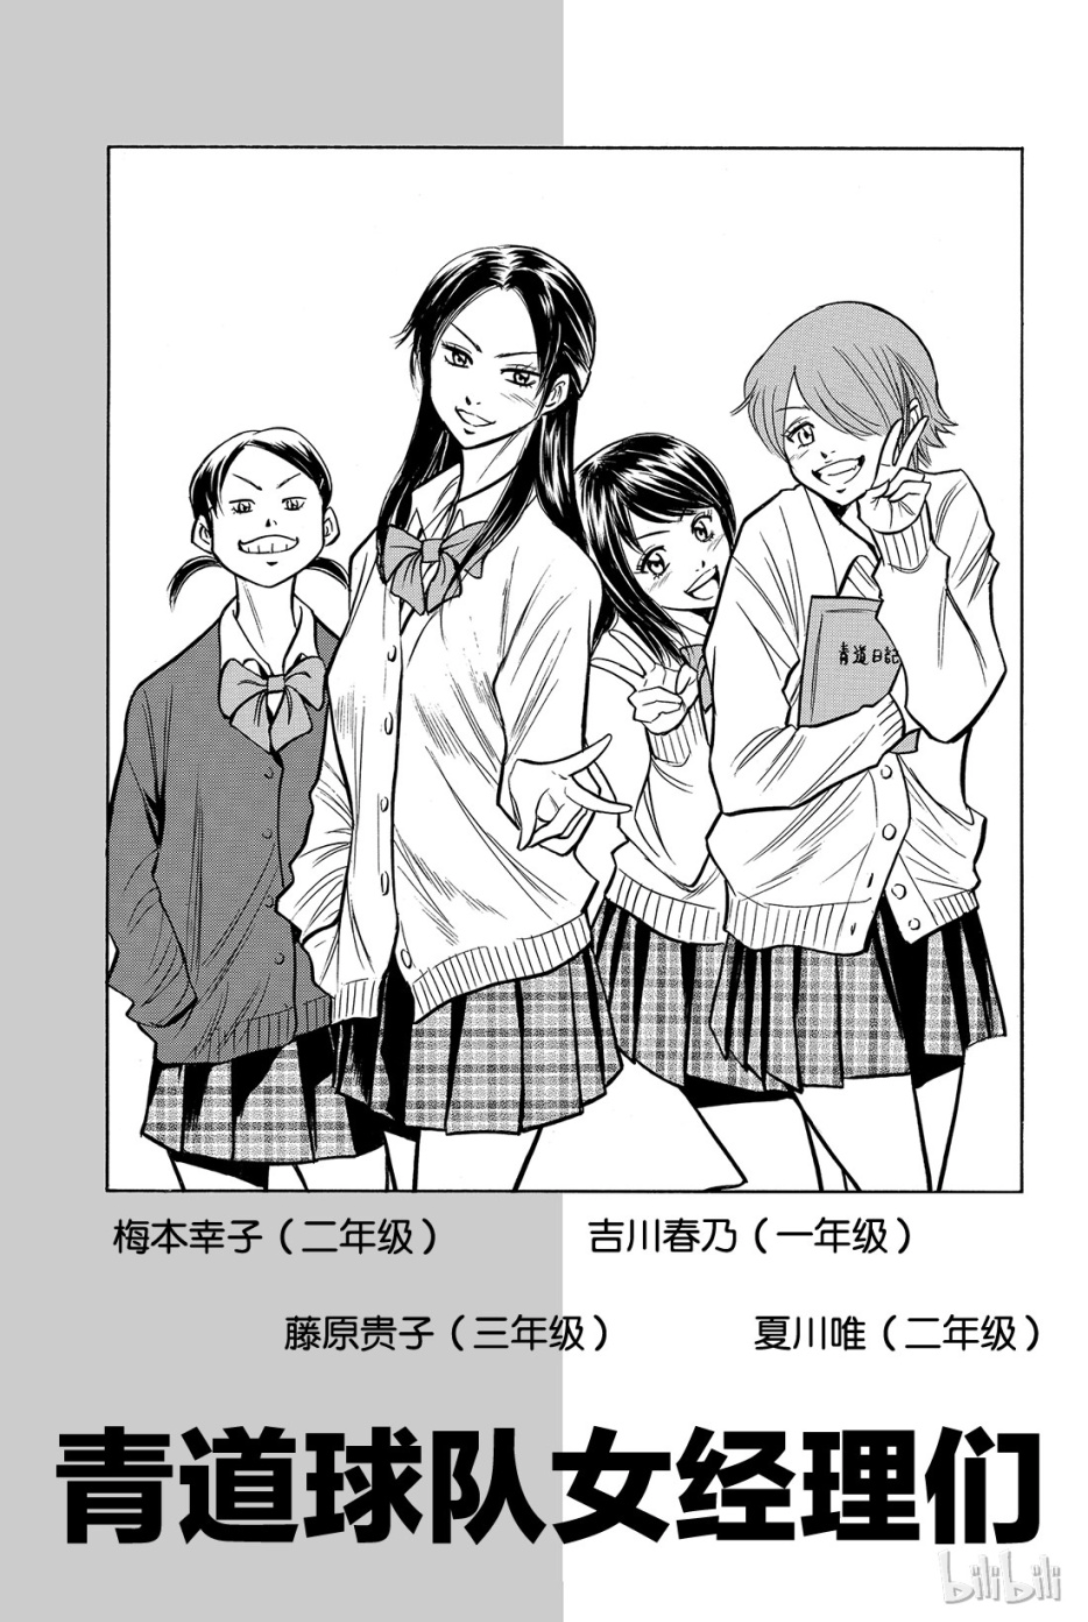 青道日記
梅本幸子（二年级）
吉川春乃（一年级）
藤原贵子（三年级）
夏川唯（二年级）
青道球队女经理们
bilibili